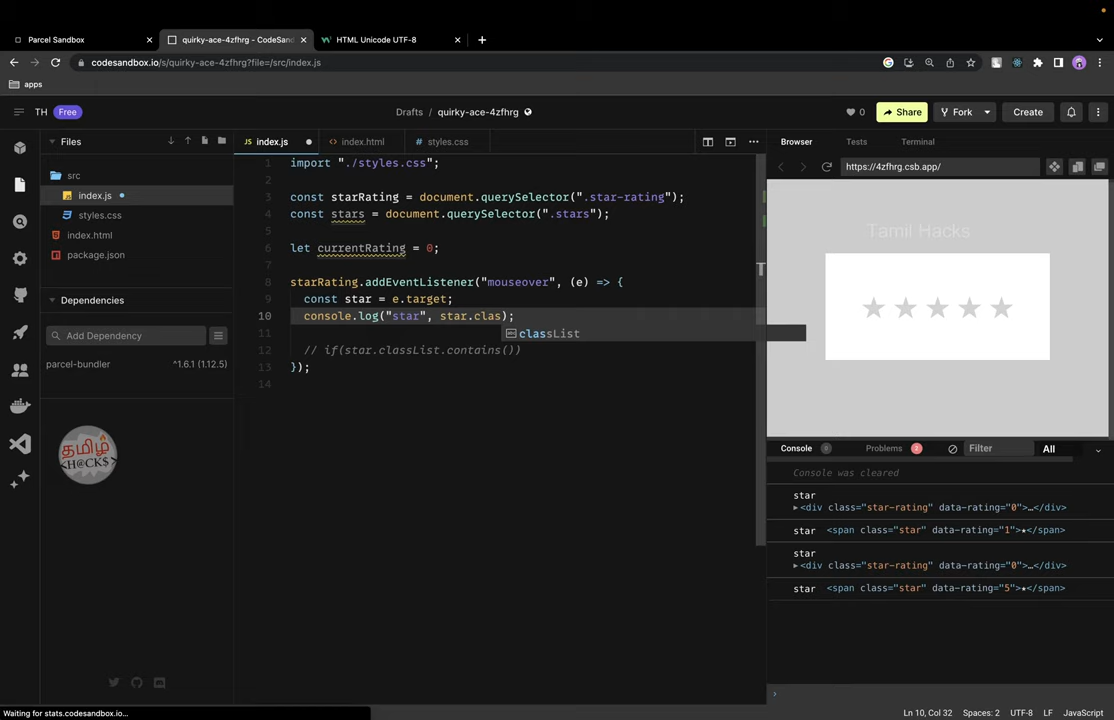 Parcel Sandbox
quirky-ace-4zfhrg - CodeSan
HTML Unicode UTF-8
codesandbox.io/s/quirky-ace-4zfhrg?file=/src/index.js
apps
TH Free
Drafts / quirky-ace-4zfhrg
0 Share Fork Create
Files
index.js
index.html
styles.css
Browser Tests Terminal
src
index.js
styles.css
index.html
package.json
Dependencies
Add Dependency
parcel-bundler ^1.6.1 (1.12.5)
தமிழ்
<H@CK$>
1 import "./styles.css";
2
3 const starRating = document.querySelector(".star-rating");
4 const stars = document.querySelector(".stars");
5
6 let currentRating = 0;
7
8 starRating.addEventListener("mouseover", (e) => {
9 const star = e.target;
10 console.log("star", star.clas);
classList
11
12 // if(star.classList.contains())
13 });
14
https://4zfhrg.csb.app/
Tamil Hacks
★ ★ ★ ★ ★
Console 0 Problems 2 Filter All
Console was cleared
star
▶<div class="star-rating" data-rating="0">…</div>
star <span class="star" data-rating="1">★</span>
star
▶<div class="star-rating" data-rating="0">…</div>
star <span class="star" data-rating="5">★</span>
Waiting for stats.codesandbox.io...
Ln 10, Col 32 Spaces: 2 UTF-8 LF JavaScript